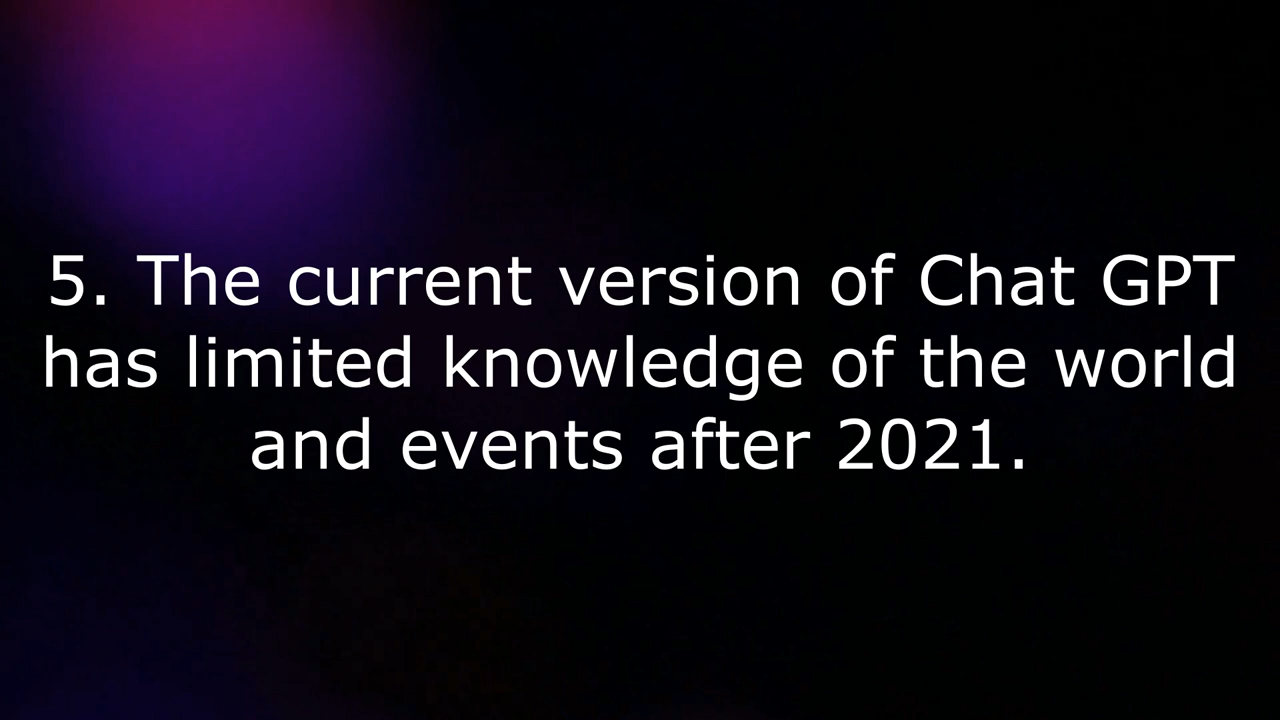 5. The current version of Chat GPT
has limited knowledge of the world
and events after 2021.